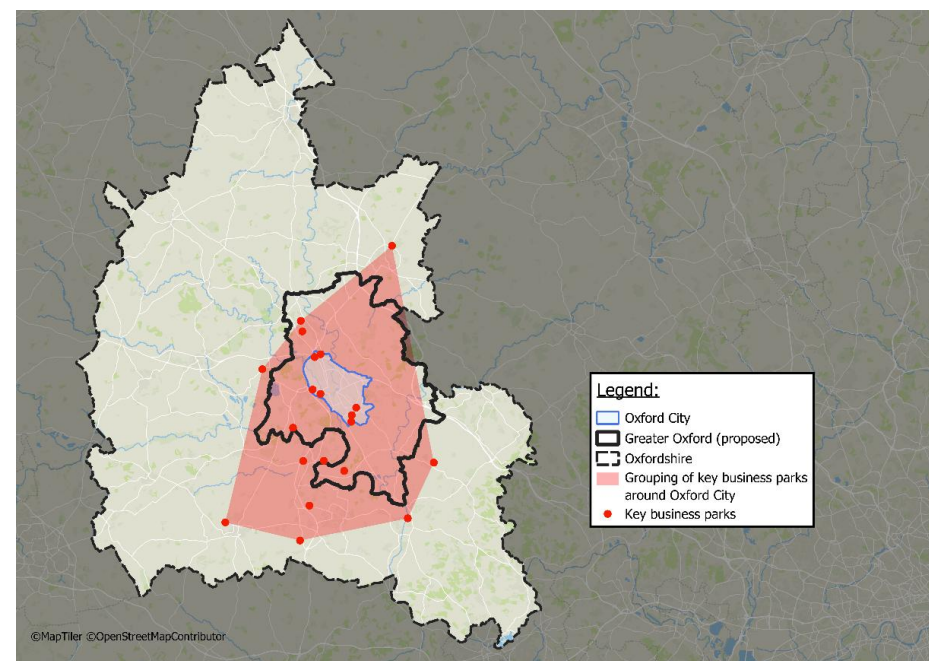 Legend:
Oxford City
Greater Oxford (proposed)
Oxfordshire
Grouping of key business parks
around Oxford City
Key business parks
©MapTiler ©OpenStreetMapContributor